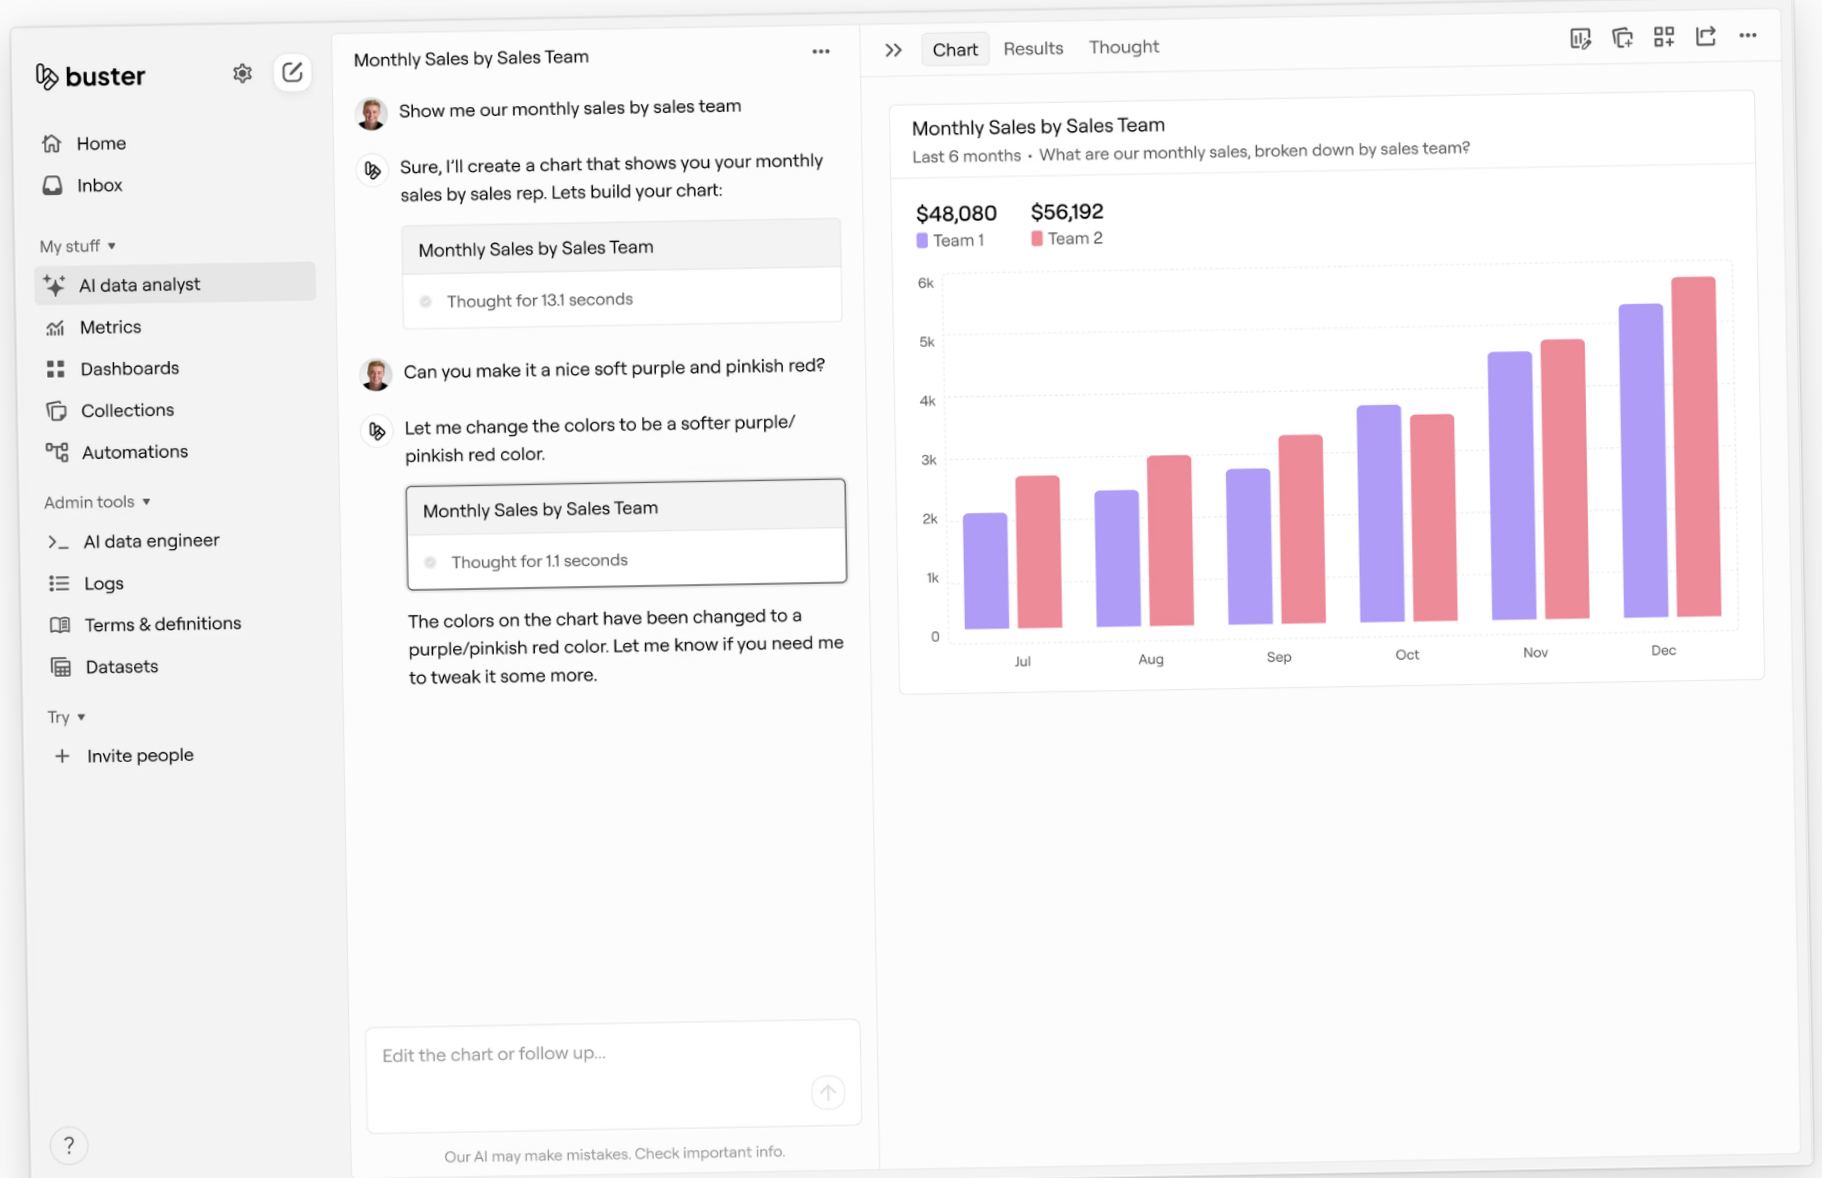 buster
Home
Inbox
My stuff
AI data analyst
Metrics
Dashboards
Collections
Automations
Admin tools
AI data engineer
Logs
Terms & definitions
Datasets
Try
Invite people
?
Monthly Sales by Sales Team
Show me our monthly sales by sales team
Sure, I'll create a chart that shows you your monthly
sales by sales rep. Lets build your chart:
Monthly Sales by Sales Team
Thought for 13.1 seconds
Can you make it a nice soft purple and pinkish red?
Let me change the colors to be a softer purple/
pinkish red color.
Monthly Sales by Sales Team
Thought for 1.1 seconds
The colors on the chart have been changed to a
purple/pinkish red color. Let me know if you need me
to tweak it some more.
Edit the chart or follow up...
Our AI may make mistakes. Check important info.
Chart Results Thought
Monthly Sales by Sales Team
Last 6 months • What are our monthly sales, broken down by sales team?
$48,080 $56,192
Team 1 Team 2
6k
5k
4k
3k
2k
1k
0
Jul Aug Sep Oct Nov Dec